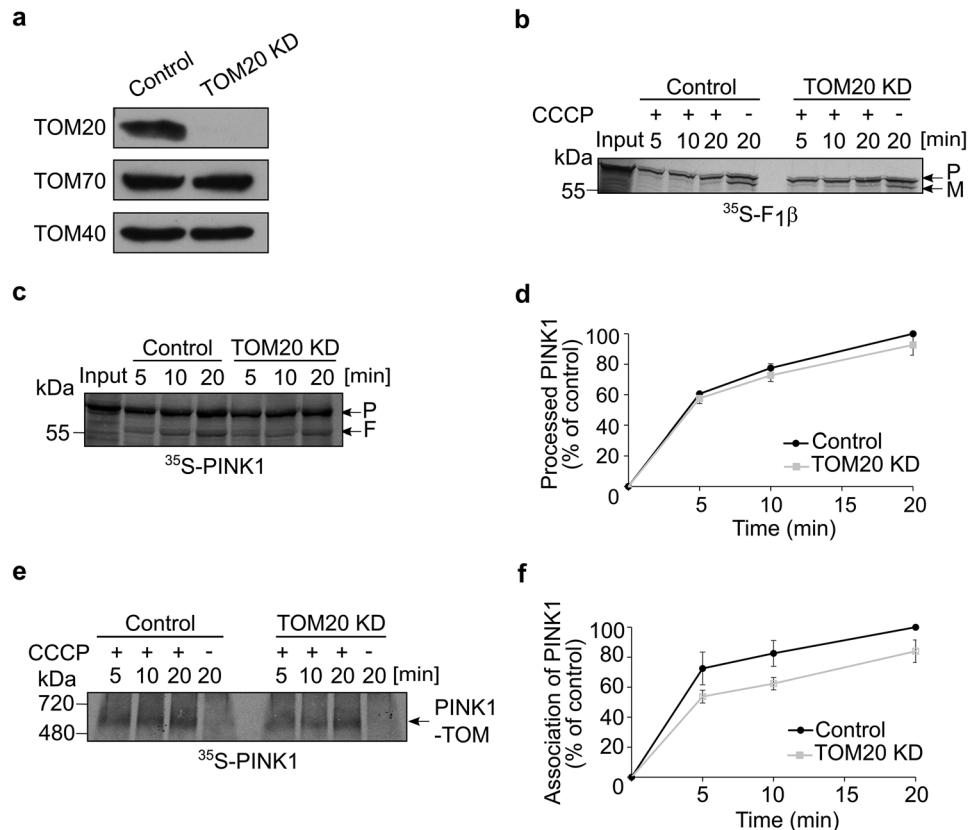 a
Control TOM20 KD
TOM20
TOM70
TOM40
b
Control TOM20 KD
CCCP + + + - + + + -
Input 5 10 20 20 5 10 20 20 [min]
kDa
55
P
M
35S-F1β
c
Control TOM20 KD
Input 5 10 20 5 10 20 [min]
kDa
55
P
F
35S-PINK1
d
Processed PINK1
(% of control)
100
80
60
40
20
0
5 10 15 20
Time (min)
Control
TOM20 KD
e
Control TOM20 KD
CCCP + + + - + + + -
kDa 5 10 20 20 5 10 20 20 [min]
720
480
PINK1
-TOM
35S-PINK1
f
Association of PINK1
(% of control)
100
80
60
40
20
0
5 10 15 20
Time (min)
Control
TOM20 KD